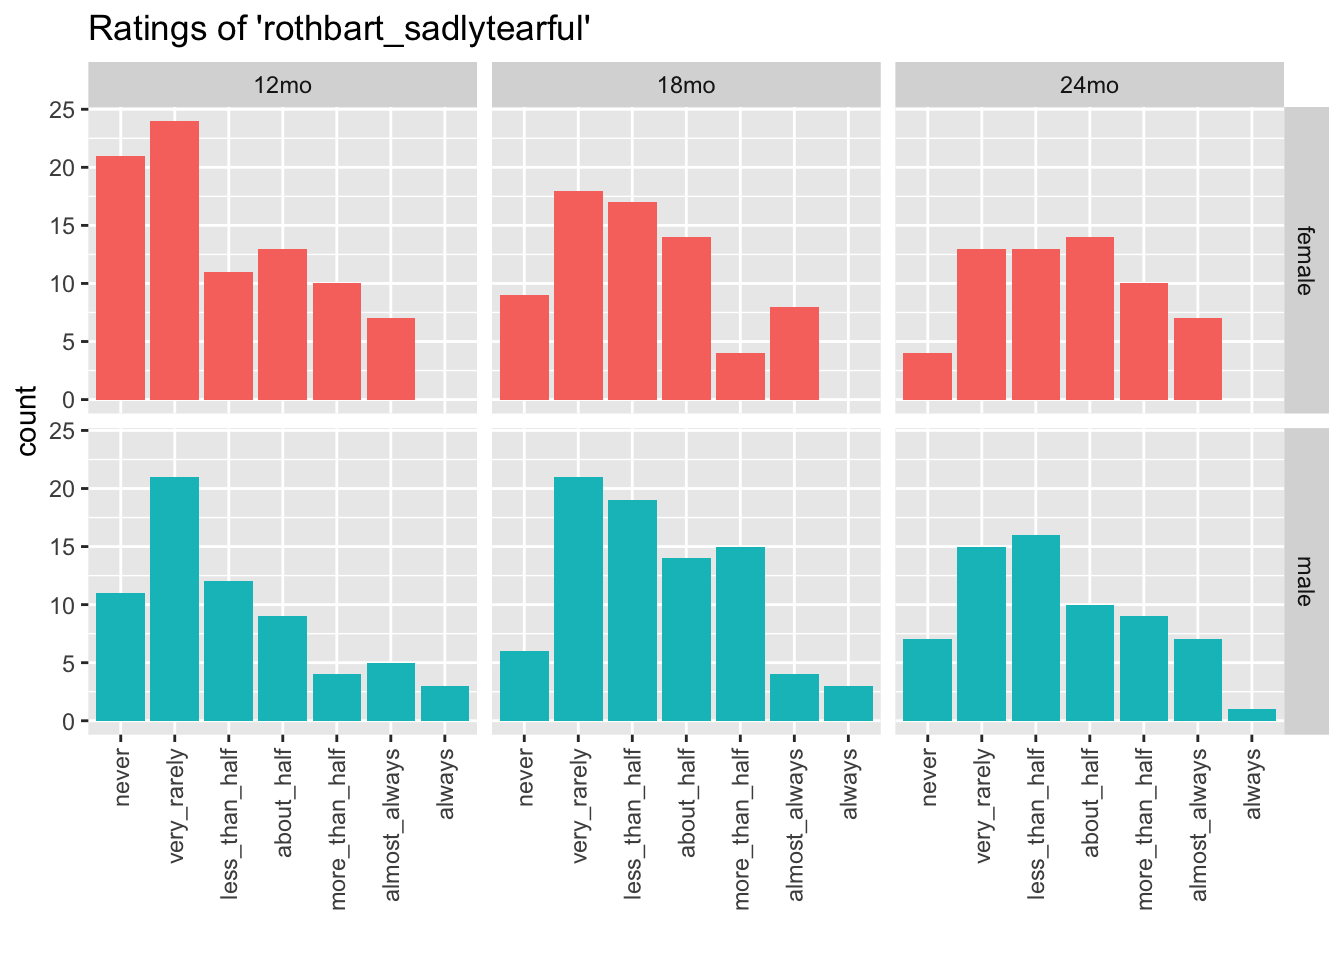 Ratings of 'rothbart_sadlytearful'
12mo 18mo 24mo
25
20
15
10
5
0
female
count
25
20
15
10
5
0
male
never very_rarely less_than_half about_half more_than_half almost_always always
never very_rarely less_than_half about_half more_than_half almost_always always
never very_rarely less_than_half about_half more_than_half almost_always always